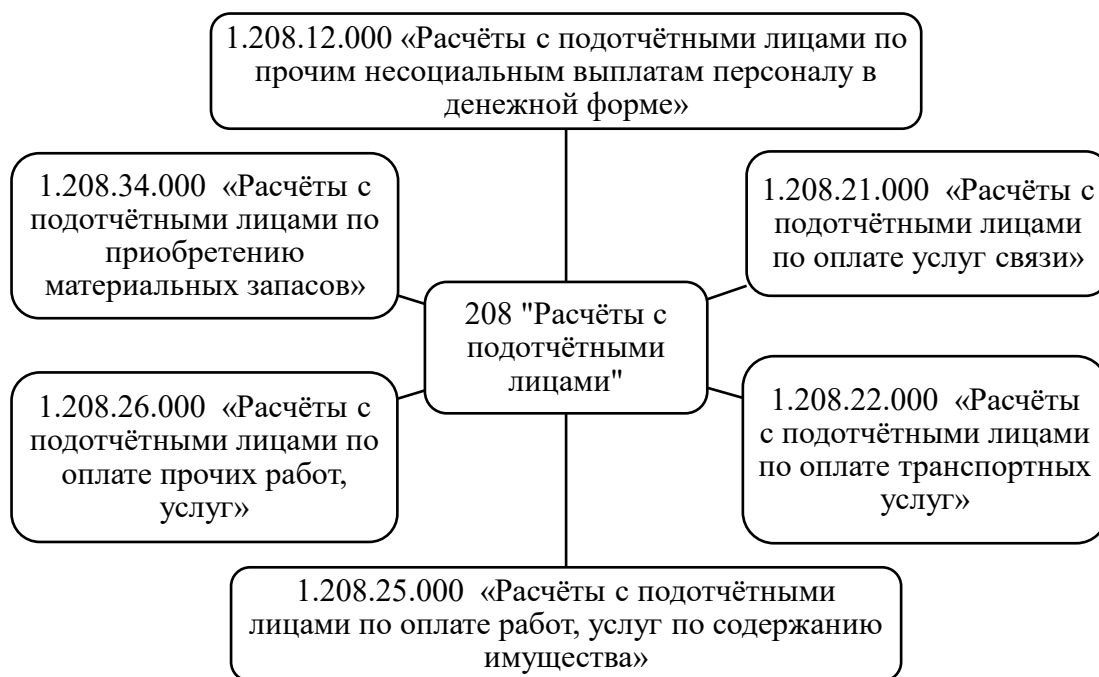 1.208.12.000 «Расчёты с подотчётными лицами по
прочим несоциальным выплатам персоналу в
денежной форме»
1.208.34.000 «Расчёты с
подотчётными лицами по
приобретению
материальных запасов»
1.208.21.000 «Расчёты с
подотчётными лицами
по оплате услуг связи»
208 "Расчёты с
подотчётными
лицами"
1.208.26.000 «Расчёты с
подотчётными лицами по
оплате прочих работ,
услуг»
1.208.22.000 «Расчёты
с подотчётными лицами
по оплате транспортных
услуг»
1.208.25.000 «Расчёты с подотчётными
лицами по оплате работ, услуг по содержанию
имущества»